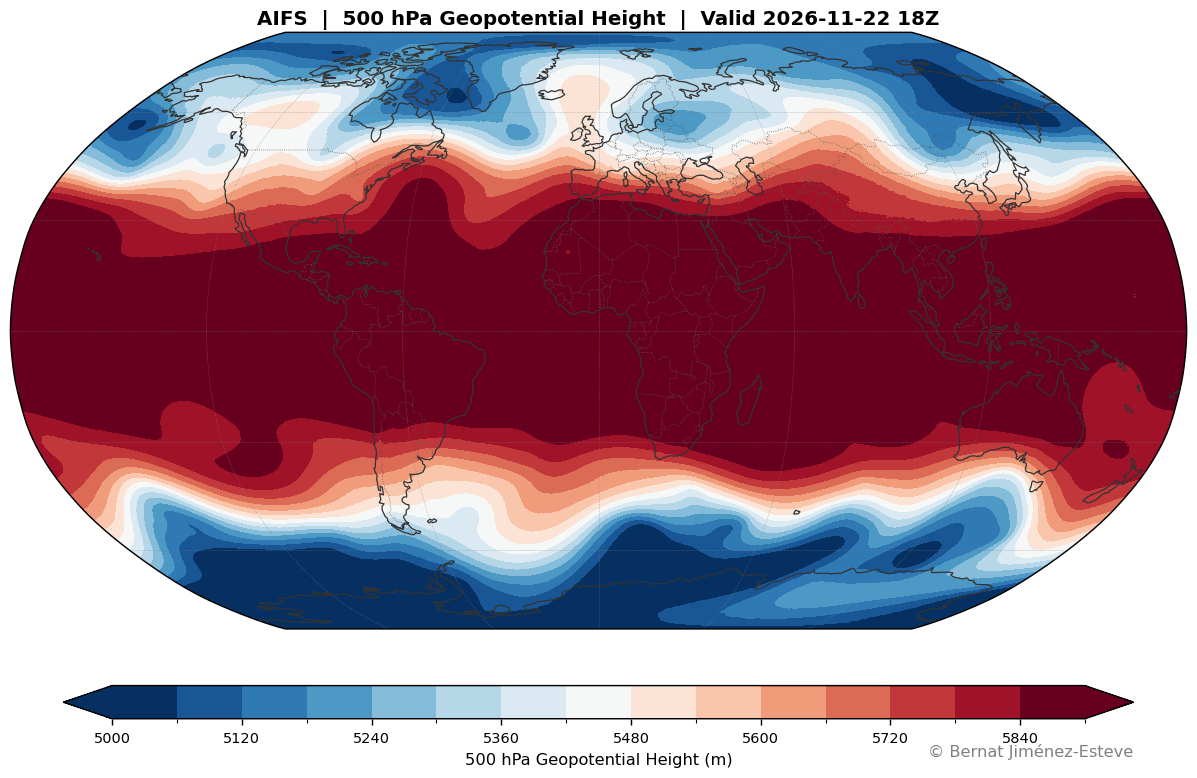 AIFS | 500 hPa Geopotential Height | Valid 2026-11-22 18Z
5000 5120 5240 5360 5480 5600 5720 5840
500 hPa Geopotential Height (m)
© Bernat Jiménez-Esteve